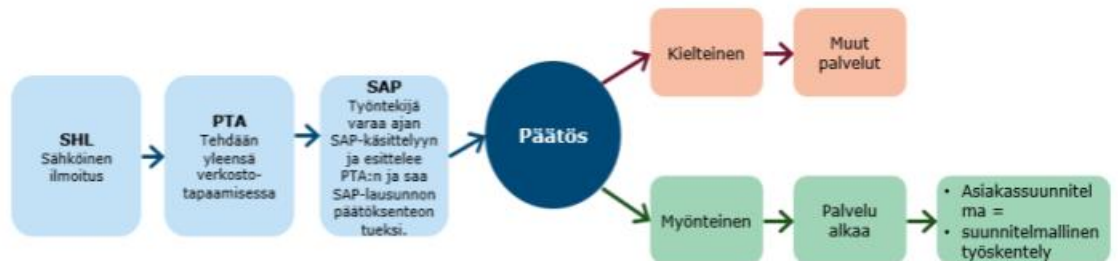 SHL
Sähköinen
ilmoitus
PTA
Tehdään
yleensä
verkosto-
tapaamisessa
SAP
Työntekijä
varaa ajan
SAP-käsittelyyn
ja esittelee
PTA:n ja saa
SAP-lausunnon
päätöksenteon
tueksi.
Päätös
Kielteinen
Muut
palvelut
Myönteinen
Palvelu
alkaa
• Asiakassuunnitel
ma =
• suunnitelmallinen
työskentely